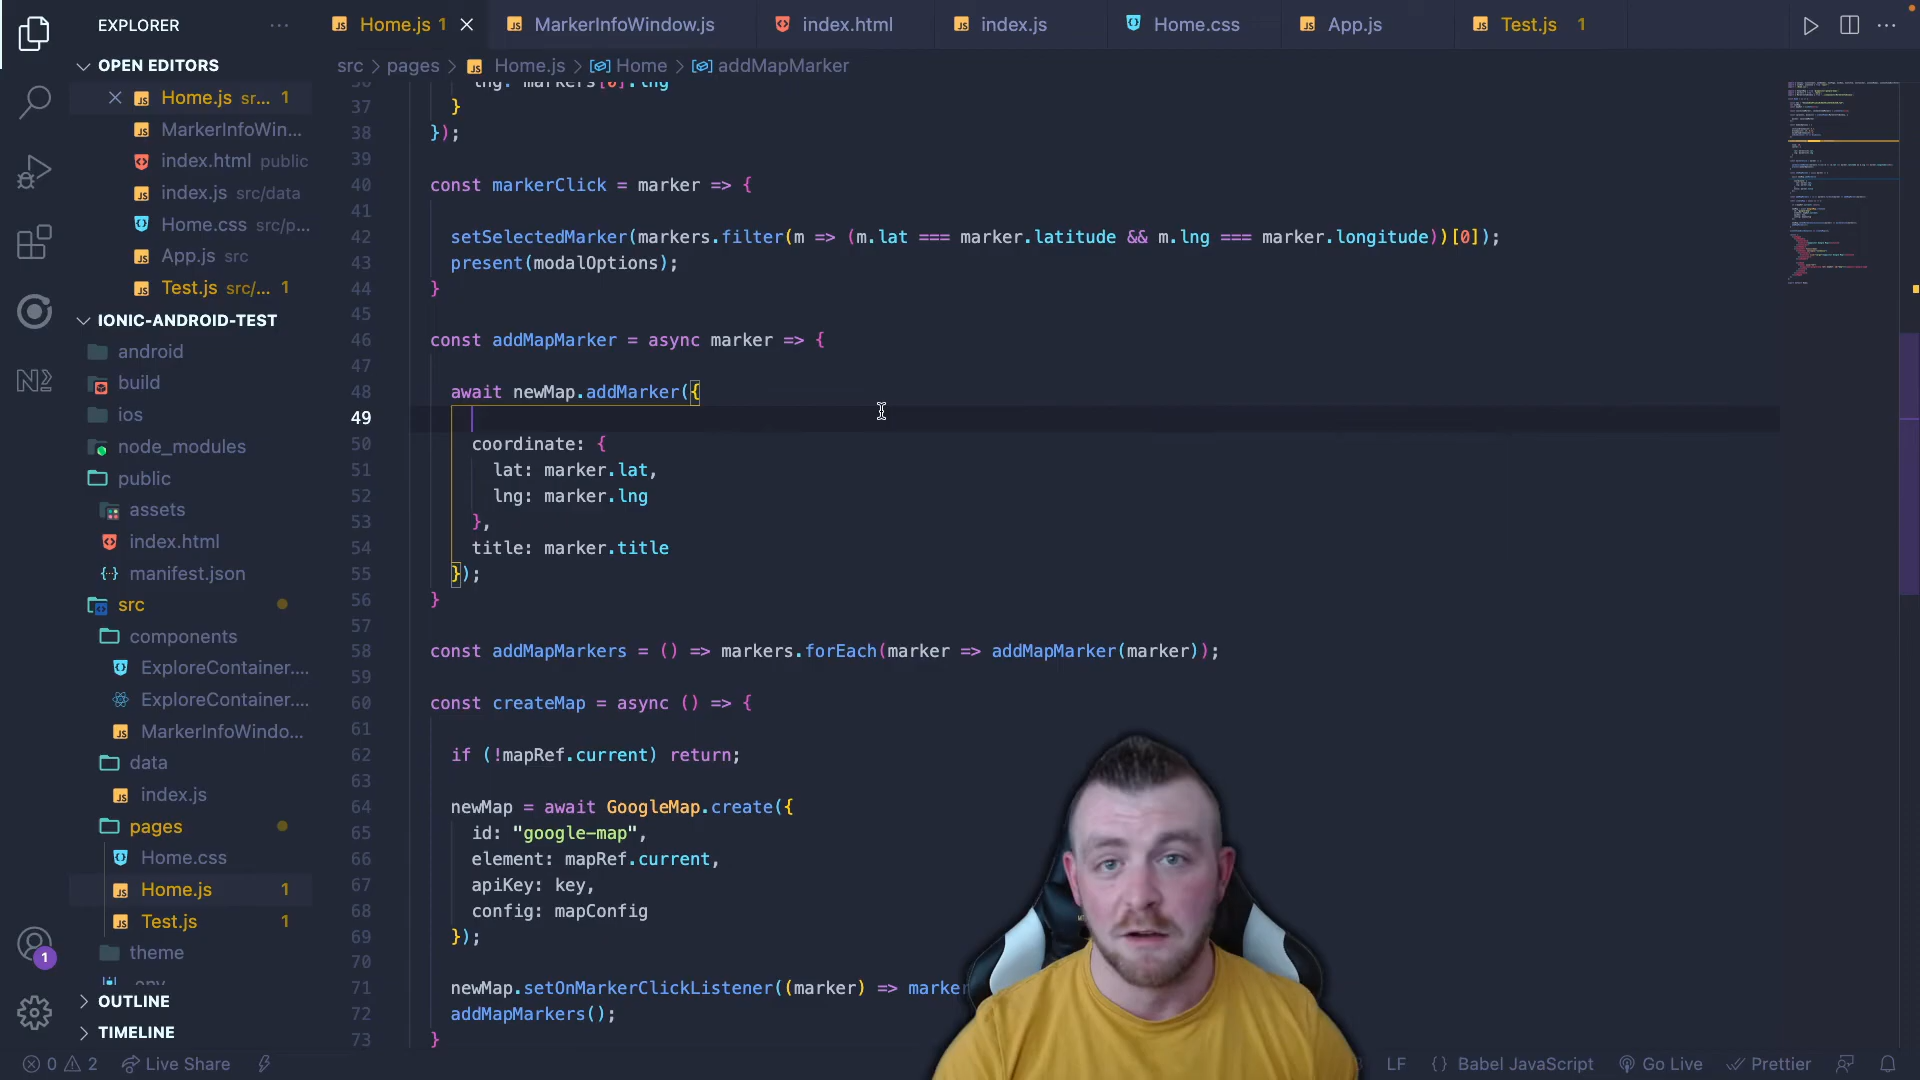 EXPLORER
Home.js 1
MarkerInfoWindow.js
index.html
index.js
Home.css
App.js
Test.js 1
OPEN EDITORS
Home.js sr... 1
MarkerInfoWin...
index.html public
index.js src/data
Home.css src/p...
App.js src
Test.js src/... 1
IONIC-ANDROID-TEST
android
build
ios
node_modules
public
assets
index.html
manifest.json
src
components
ExploreContainer....
ExploreContainer....
MarkerInfoWindo...
data
index.js
pages
Home.css
Home.js 1
Test.js 1
theme
.env
OUTLINE
TIMELINE
src > pages > Home.js > Home > addMapMarker
36 lng: markers[0].lng
37 }
38 });
39
40 const markerClick = marker => {
41
42 setSelectedMarker(markers.filter(m => (m.lat === marker.latitude && m.lng === marker.longitude))[0]);
43 present(modalOptions);
44 }
45
46 const addMapMarker = async marker => {
47
48 await newMap.addMarker({
49
50 coordinate: {
51 lat: marker.lat,
52 lng: marker.lng
53 },
54 title: marker.title
55 });
56 }
57
58 const addMapMarkers = () => markers.forEach(marker => addMapMarker(marker));
59
60 const createMap = async () => {
61
62 if (!mapRef.current) return;
63
64 newMap = await GoogleMap.create({
65 id: "google-map",
66 element: mapRef.current,
67 apiKey: key,
68 config: mapConfig
69 });
70
71 newMap.setOnMarkerClickListener((marker) => marker
72 addMapMarkers();
73 }
1
0 2 Live Share
LF {} Babel JavaScript Go Live Prettier